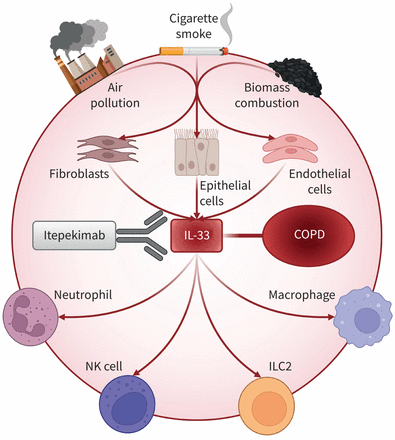 Cigarette
smoke
Air
pollution
Biomass
combustion
Fibroblasts
Epithelial
cells
Endothelial
cells
Itepekimab
IL-33
COPD
Neutrophil
Macrophage
NK cell
ILC2